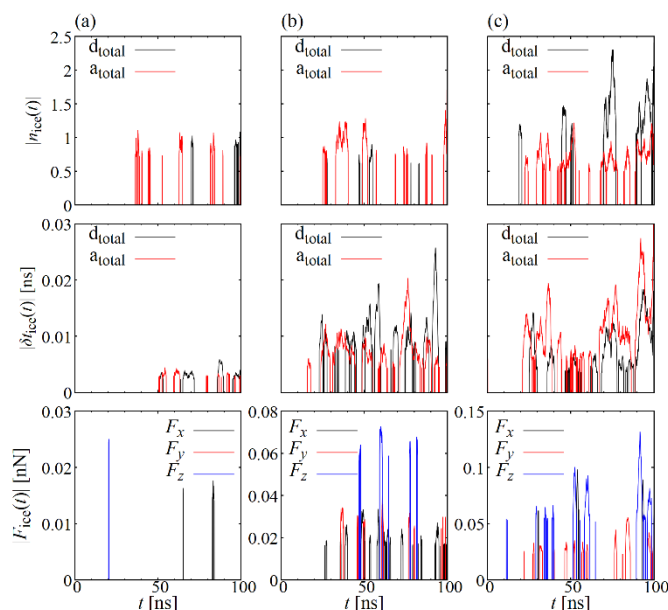 (a) (b) (c)
2.5
2
1.5
1
0.5
0
|n_ice(t)|
d_total
a_total
d_total
a_total
d_total
a_total
0.03
0.02
0.01
0
|δt_ice(t)| [ns]
d_total
a_total
d_total
a_total
d_total
a_total
0.03
0.02
0.01
0
|F_ice(t)| [nN]
F_x
F_y
F_z
0.08
0.06
0.04
0.02
0
F_x
F_y
F_z
0.15
0.1
0.05
0
F_x
F_y
F_z
50 100 50 100 50 100
t [ns] t [ns] t [ns]